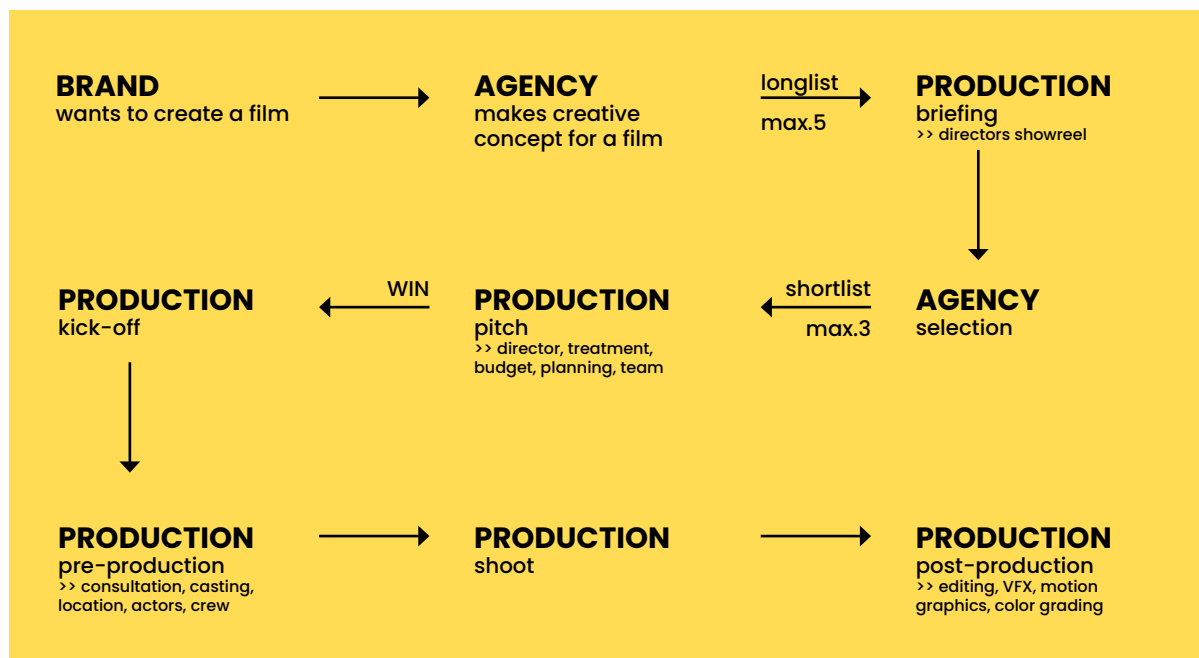 BRAND
wants to create a film
AGENCY
makes creative
concept for a film
longlist
max.5
PRODUCTION
briefing
>> directors showreel
AGENCY
selection
shortlist
max.3
PRODUCTION
pitch
>> director, treatment,
budget, planning, team
WIN
PRODUCTION
kick-off
PRODUCTION
pre-production
>> consultation, casting,
location, actors, crew
PRODUCTION
shoot
PRODUCTION
post-production
>> editing, VFX, motion
graphics, color grading